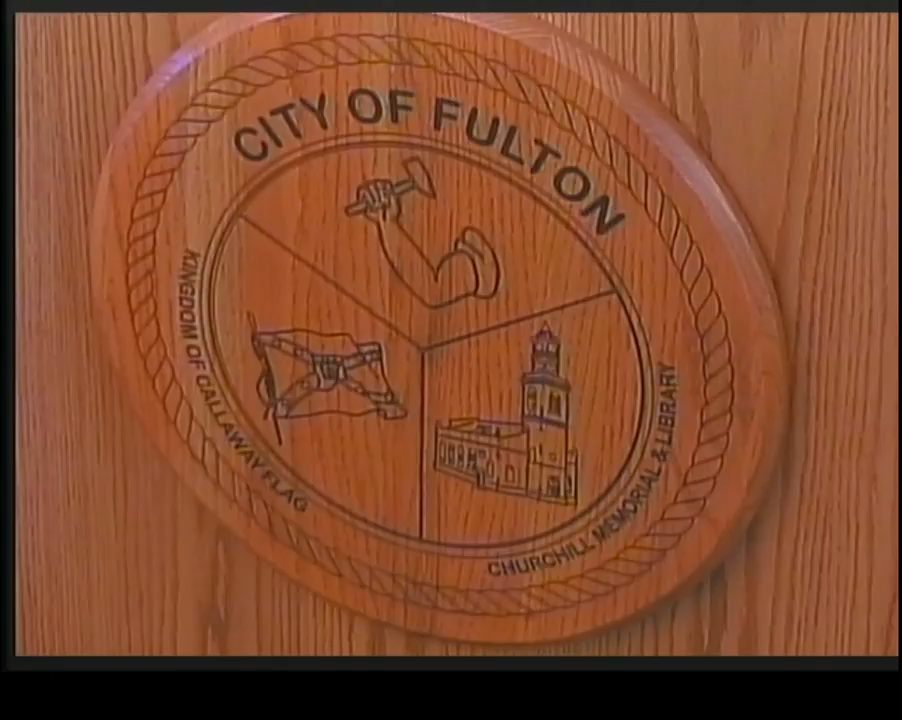 CITY OF FULTON
KINGDOM OF CALLAWAY FLAG
CHURCHILL MEMORIAL & LIBRARY